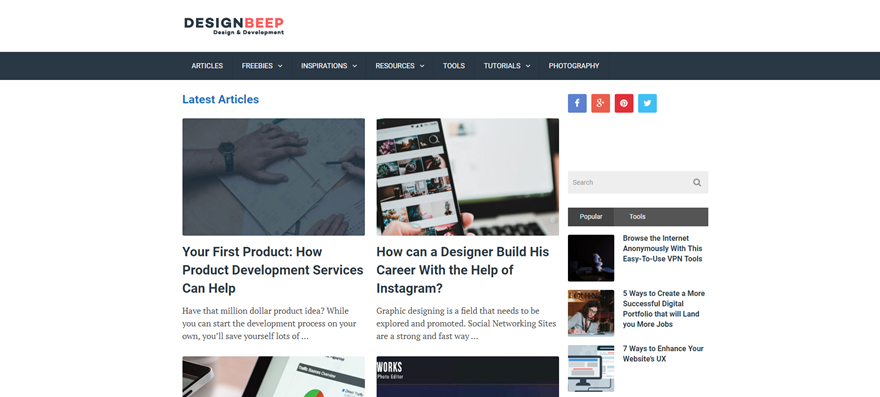 DESIGNBEEP
Design & Development
ARTICLES
FREEBIES
INSPIRATIONS
RESOURCES
TOOLS
TUTORIALS
PHOTOGRAPHY
Latest Articles
Your First Product: How
Product Development Services
Can Help
Have that million dollar product idea? While
you can start the development process on your
own, you'll save yourself lots of …
How can a Designer Build His
Career With the Help of
Instagram?
Graphic designing is a field that needs to be
explored and promoted. Social Networking Sites
are a strong and fast way …
WORKS
Photo Editor
Search
Popular
Tools
Browse the Internet
Anonymously With This
Easy-To-Use VPN Tools
5 Ways to Create a More
Successful Digital
Portfolio that will Land
you More Jobs
7 Ways to Enhance Your
Website's UX